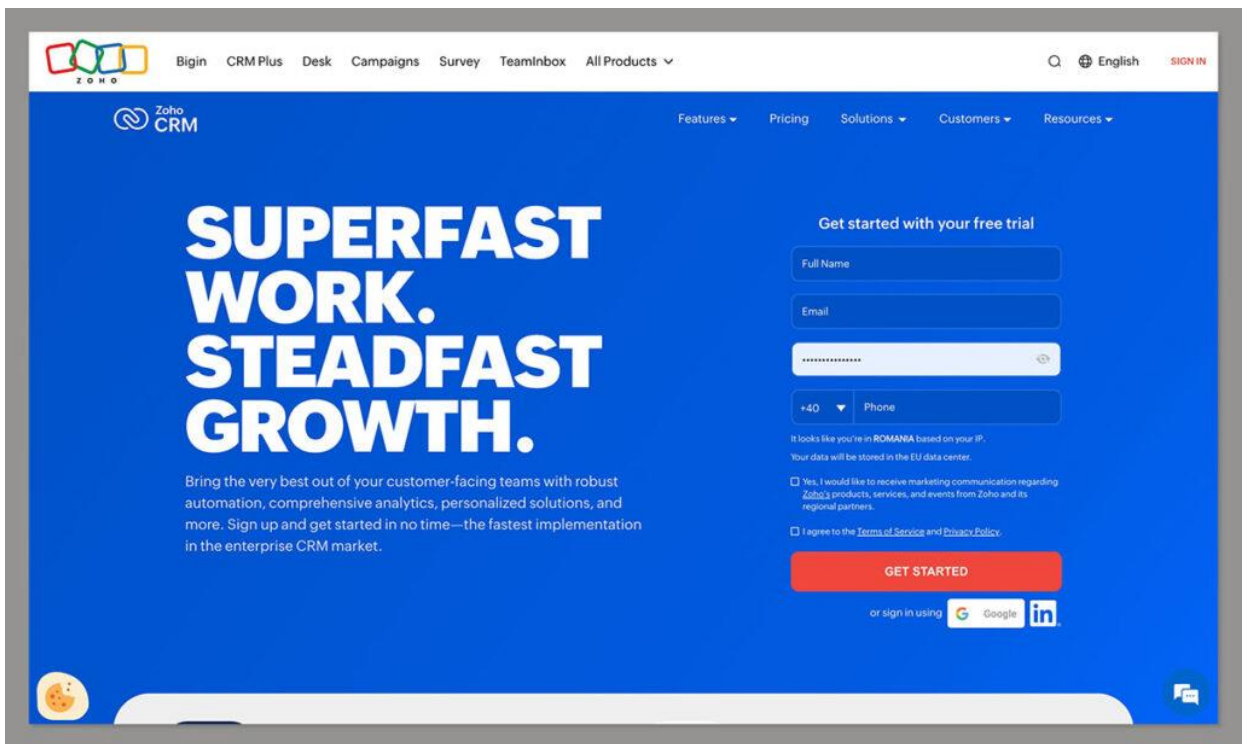 ZOHO
Bigin CRM Plus Desk Campaigns Survey TeamInbox All Products
English
SIGN IN
Zoho
CRM
Features Pricing Solutions Customers Resources
SUPERFAST
WORK.
STEADFAST
GROWTH.
Bring the very best out of your customer-facing teams with robust
automation, comprehensive analytics, personalized solutions, and
more. Sign up and get started in no time—the fastest implementation
in the enterprise CRM market.
Get started with your free trial
Full Name
Email
•••••••••••••••
+40 Phone
It looks like you're in ROMANIA based on your IP.
Your data will be stored in the EU data center.
Yes, I would like to receive marketing communication regarding
Zoho's products, services, and events from Zoho and its
regional partners.
I agree to the Terms of Service and Privacy Policy.
GET STARTED
or sign in using G Google in